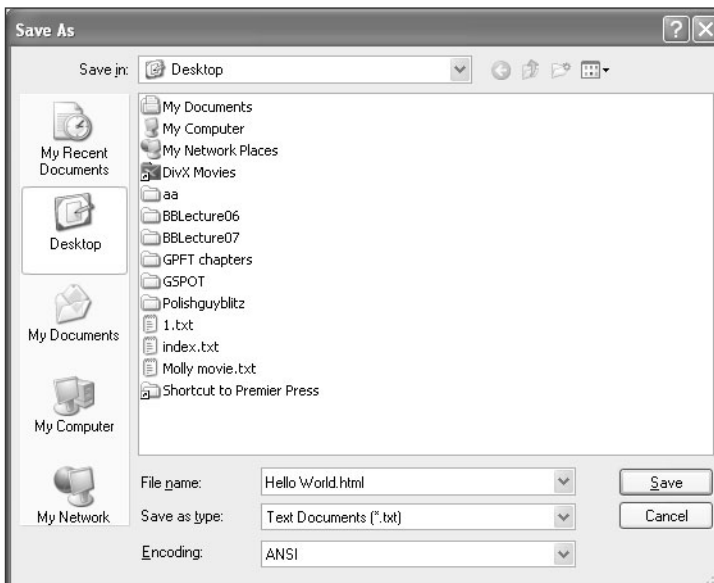 Save As
Save in: Desktop
My Recent
Documents
Desktop
My Documents
My Computer
My Network
My Documents
My Computer
My Network Places
DivX Movies
aa
BBLecture06
BBLecture07
GPFT chapters
GSPOT
Polishguyblitz
1.txt
index.txt
Molly movie.txt
Shortcut to Premier Press
File name: Hello World.html Save
Save as type: Text Documents (*.txt) Cancel
Encoding: ANSI